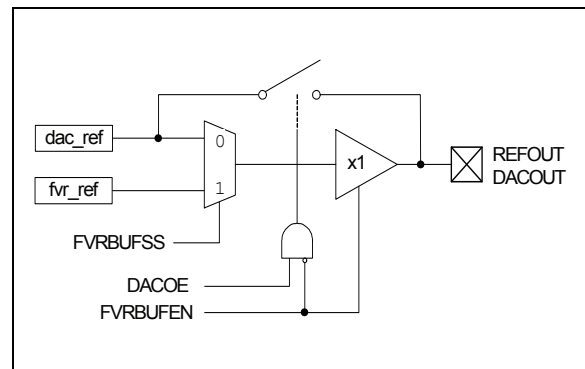 dac_ref
0
x1
REFOUT
DACOUT
fvr_ref
1
FVRBUFSS
DACOE
FVRBUFEN